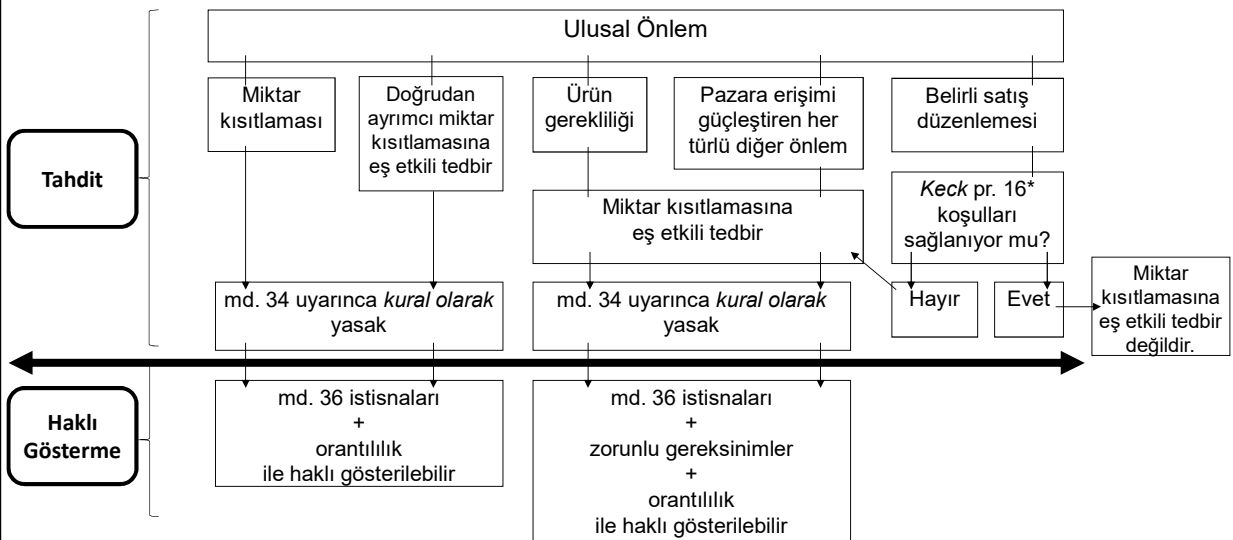 Ulusal Önlem
Miktar
kısıtlaması
Doğrudan
ayrımcı miktar
kısıtlamasına
eş etkili tedbir
Ürün
gerekliliği
Pazara erişimi
güçleştiren her
türlü diğer önlem
Belirli satış
düzenlemesi
Tahdit
Miktar kısıtlamasına
eş etkili tedbir
Keck pr. 16*
koşulları
sağlanıyor mu?
md. 34 uyarınca kural olarak
yasak
md. 34 uyarınca kural olarak
yasak
Hayır
Evet
Miktar
kısıtlamasına
eş etkili tedbir
değildir.
Haklı
Gösterme
md. 36 istisnaları
+
orantılılık
ile haklı gösterilebilir
md. 36 istisnaları
+
zorunlu gereksinimler
+
orantılılık
ile haklı gösterilebilir